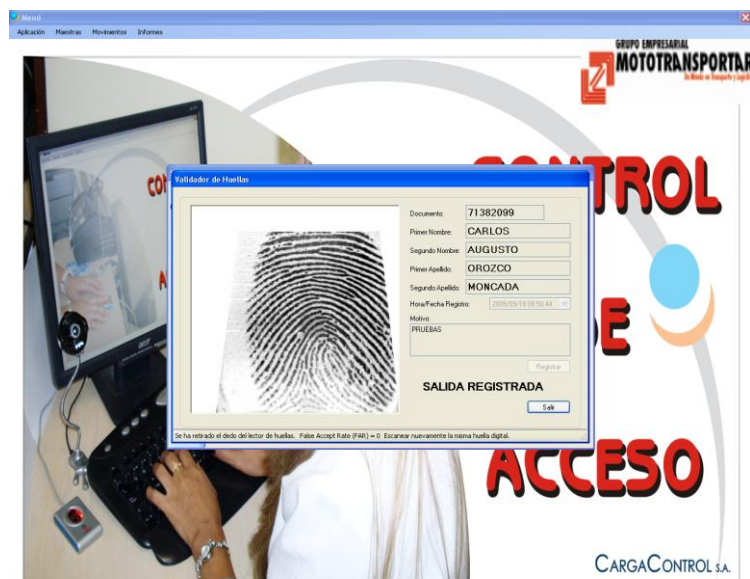 Menú
Aplicación Maestras Movimientos Informes
GRUPO EMPRESARIAL
MOTOTRANSPORTAR
CONTROL
DE
ACCESO
Validador de Huellas
Documento: 71382099
Primer Nombre: CARLOS
Segundo Nombre: AUGUSTO
Primer Apellido: OROZCO
Segundo Apellido: MONCADA
Hora/Fecha Registro:
Motivo:
PRUEBAS
Registrar
SALIDA REGISTRADA
Salir
Se ha retirado el dedo del lector de huellas. False Accept Rate (FAR) = 0 Escanear nuevamente la misma huella digital.
CARGACONTROL S.A.